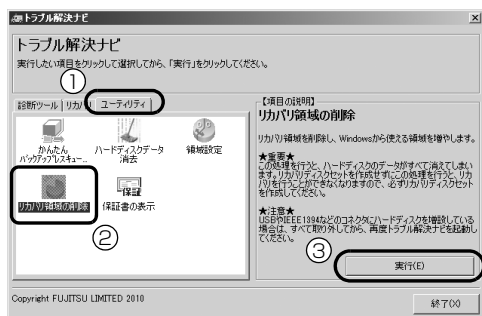 トラブル解決ナビ
トラブル解決ナビ
実行したい項目をクリックして選択してから、「実行」をクリックしてください。
①
診断ツール リカバリ ユーティリティ
かんたん
バックアップレスキュー...
ハードディスクデータ
消去
領域設定
リカバリ領域の削除
保証
保証書の表示
②
【項目の説明】
リカバリ領域の削除
リカバリ領域を削除し、Windowsから使える領域を増やします。
★重要★
この処理を行うと、ハードディスクのデータがすべて消えてしまい
ます。リカバリディスクセットを作成せずにこの処理を行うと、リカ
バリを行うことができなくなりますので、必ずリカバリディスクセット
を作成してください。
★注意★
USBやIEEE1394などのコネクタにハードディスクを増設している
場合は、すべて取り外してから、再度トラブル解決ナビを起動し
てください。
③
実行(E)
Copyright FUJITSU LIMITED 2010
終了(X)